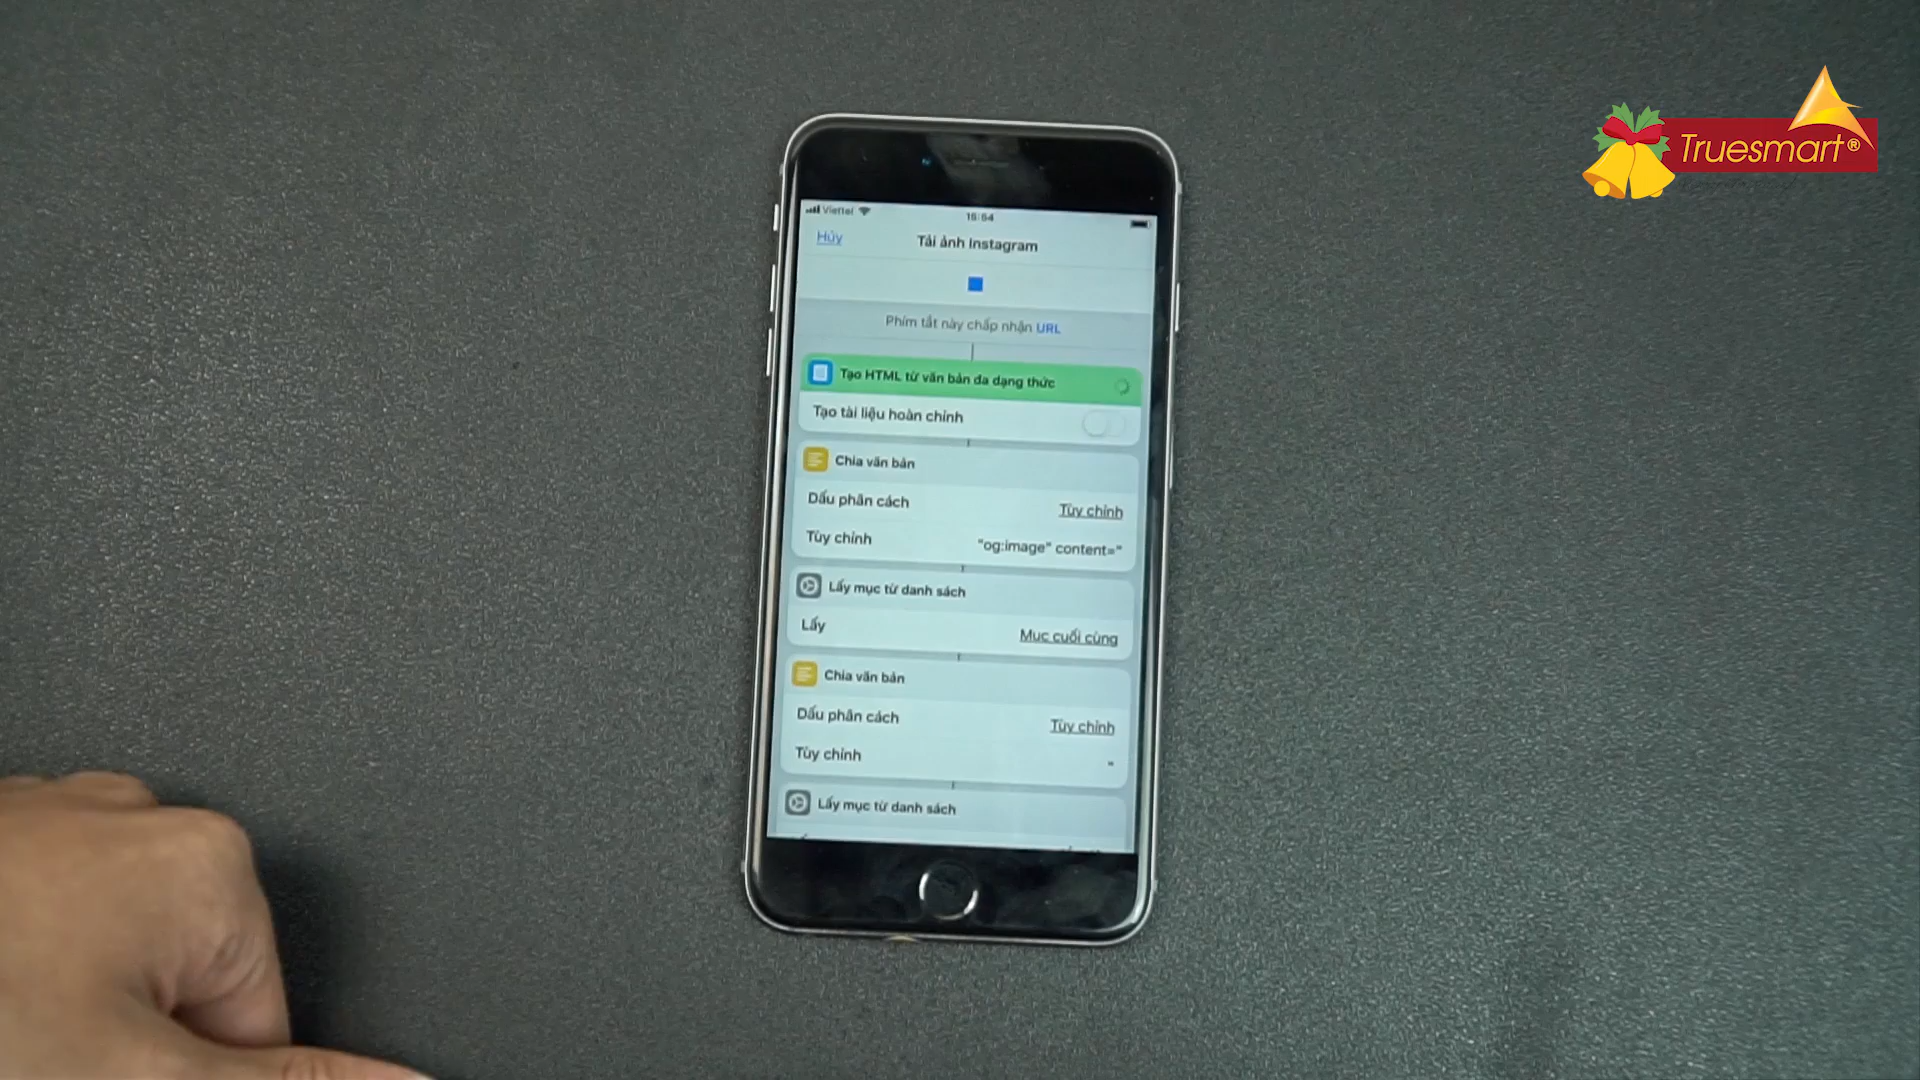 Truesmart®
Viettel
15:54
Hủy
Tải ảnh Instagram
Phím tắt này chấp nhận URL
Tạo HTML từ văn bản đa dạng thức
Tạo tài liệu hoàn chỉnh
Chia văn bản
Dấu phân cách Tùy chỉnh
Tùy chỉnh "og:image" content="
Lấy mục từ danh sách
Lấy Mục cuối cùng
Chia văn bản
Dấu phân cách Tùy chỉnh
Tùy chỉnh "
Lấy mục từ danh sách